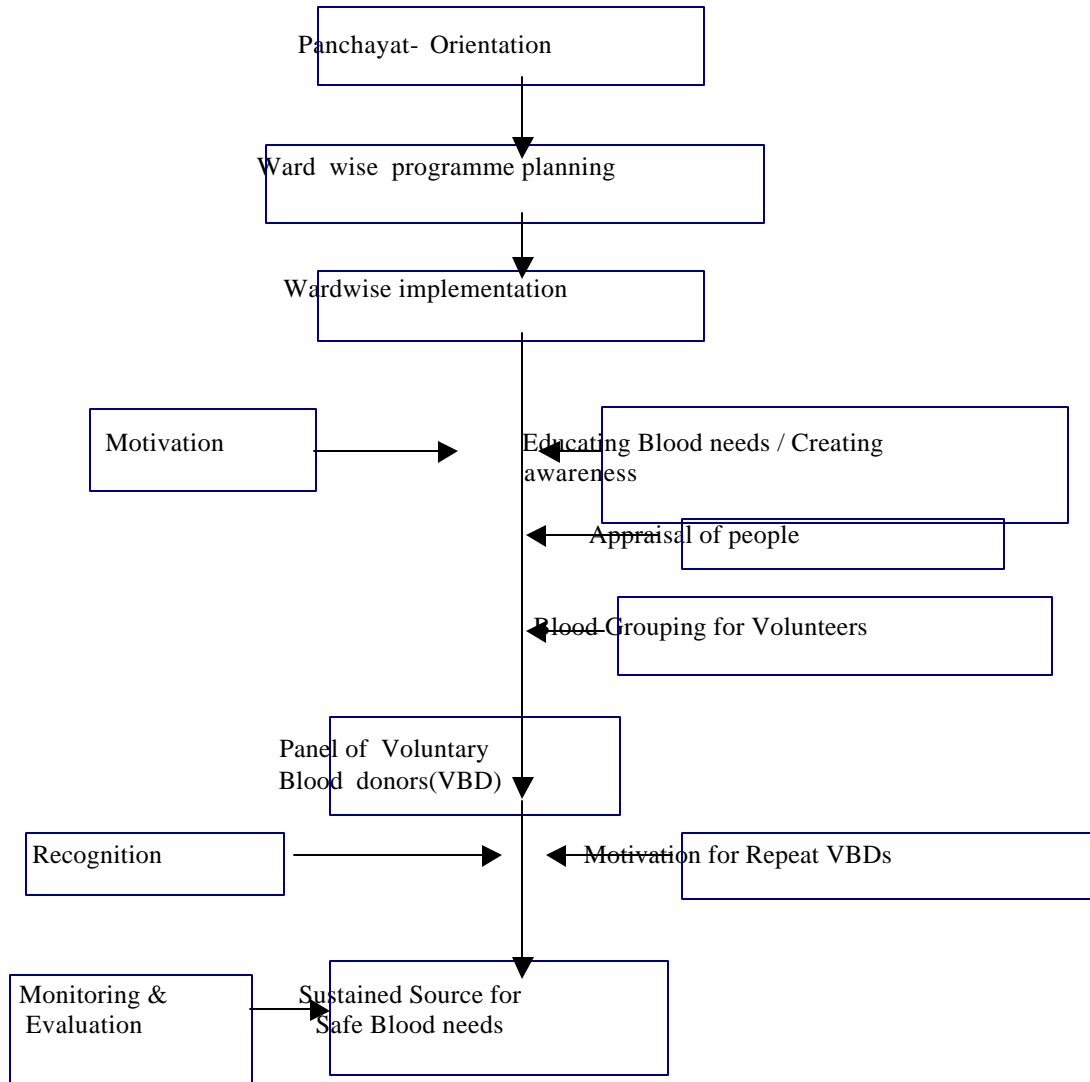 Panchayat- Orientation
Ward wise programme planning
Wardwise implementation
Motivation
Educating Blood needs / Creating
awareness
Appraisal of people
Blood Grouping for Volunteers
Panel of Voluntary
Blood donors(VBD)
Recognition
Motivation for Repeat VBDs
Monitoring &
Evaluation
Sustained Source for
Safe Blood needs